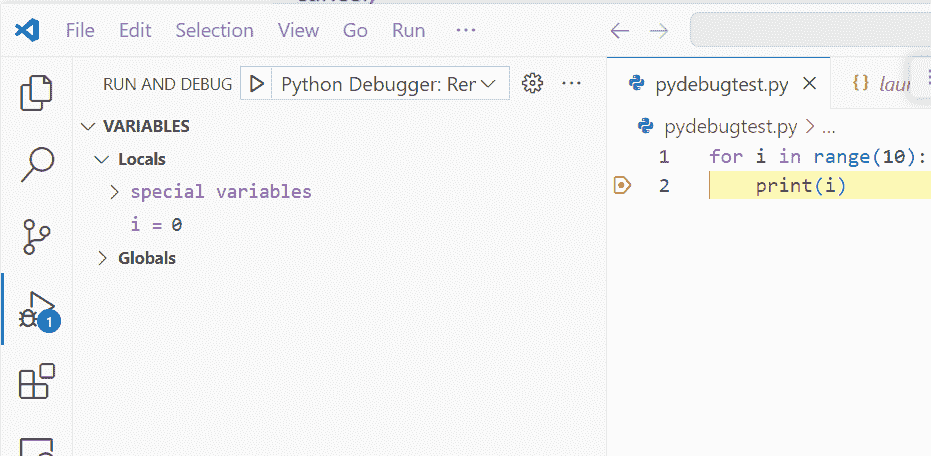 File Edit Selection View Go Run ...
RUN AND DEBUG Python Debugger: Rer ...
pydebugtest.py {} lau
VARIABLES
pydebugtest.py > ...
Locals
1 for i in range(10):
special variables
2 print(i)
i = 0
Globals
1